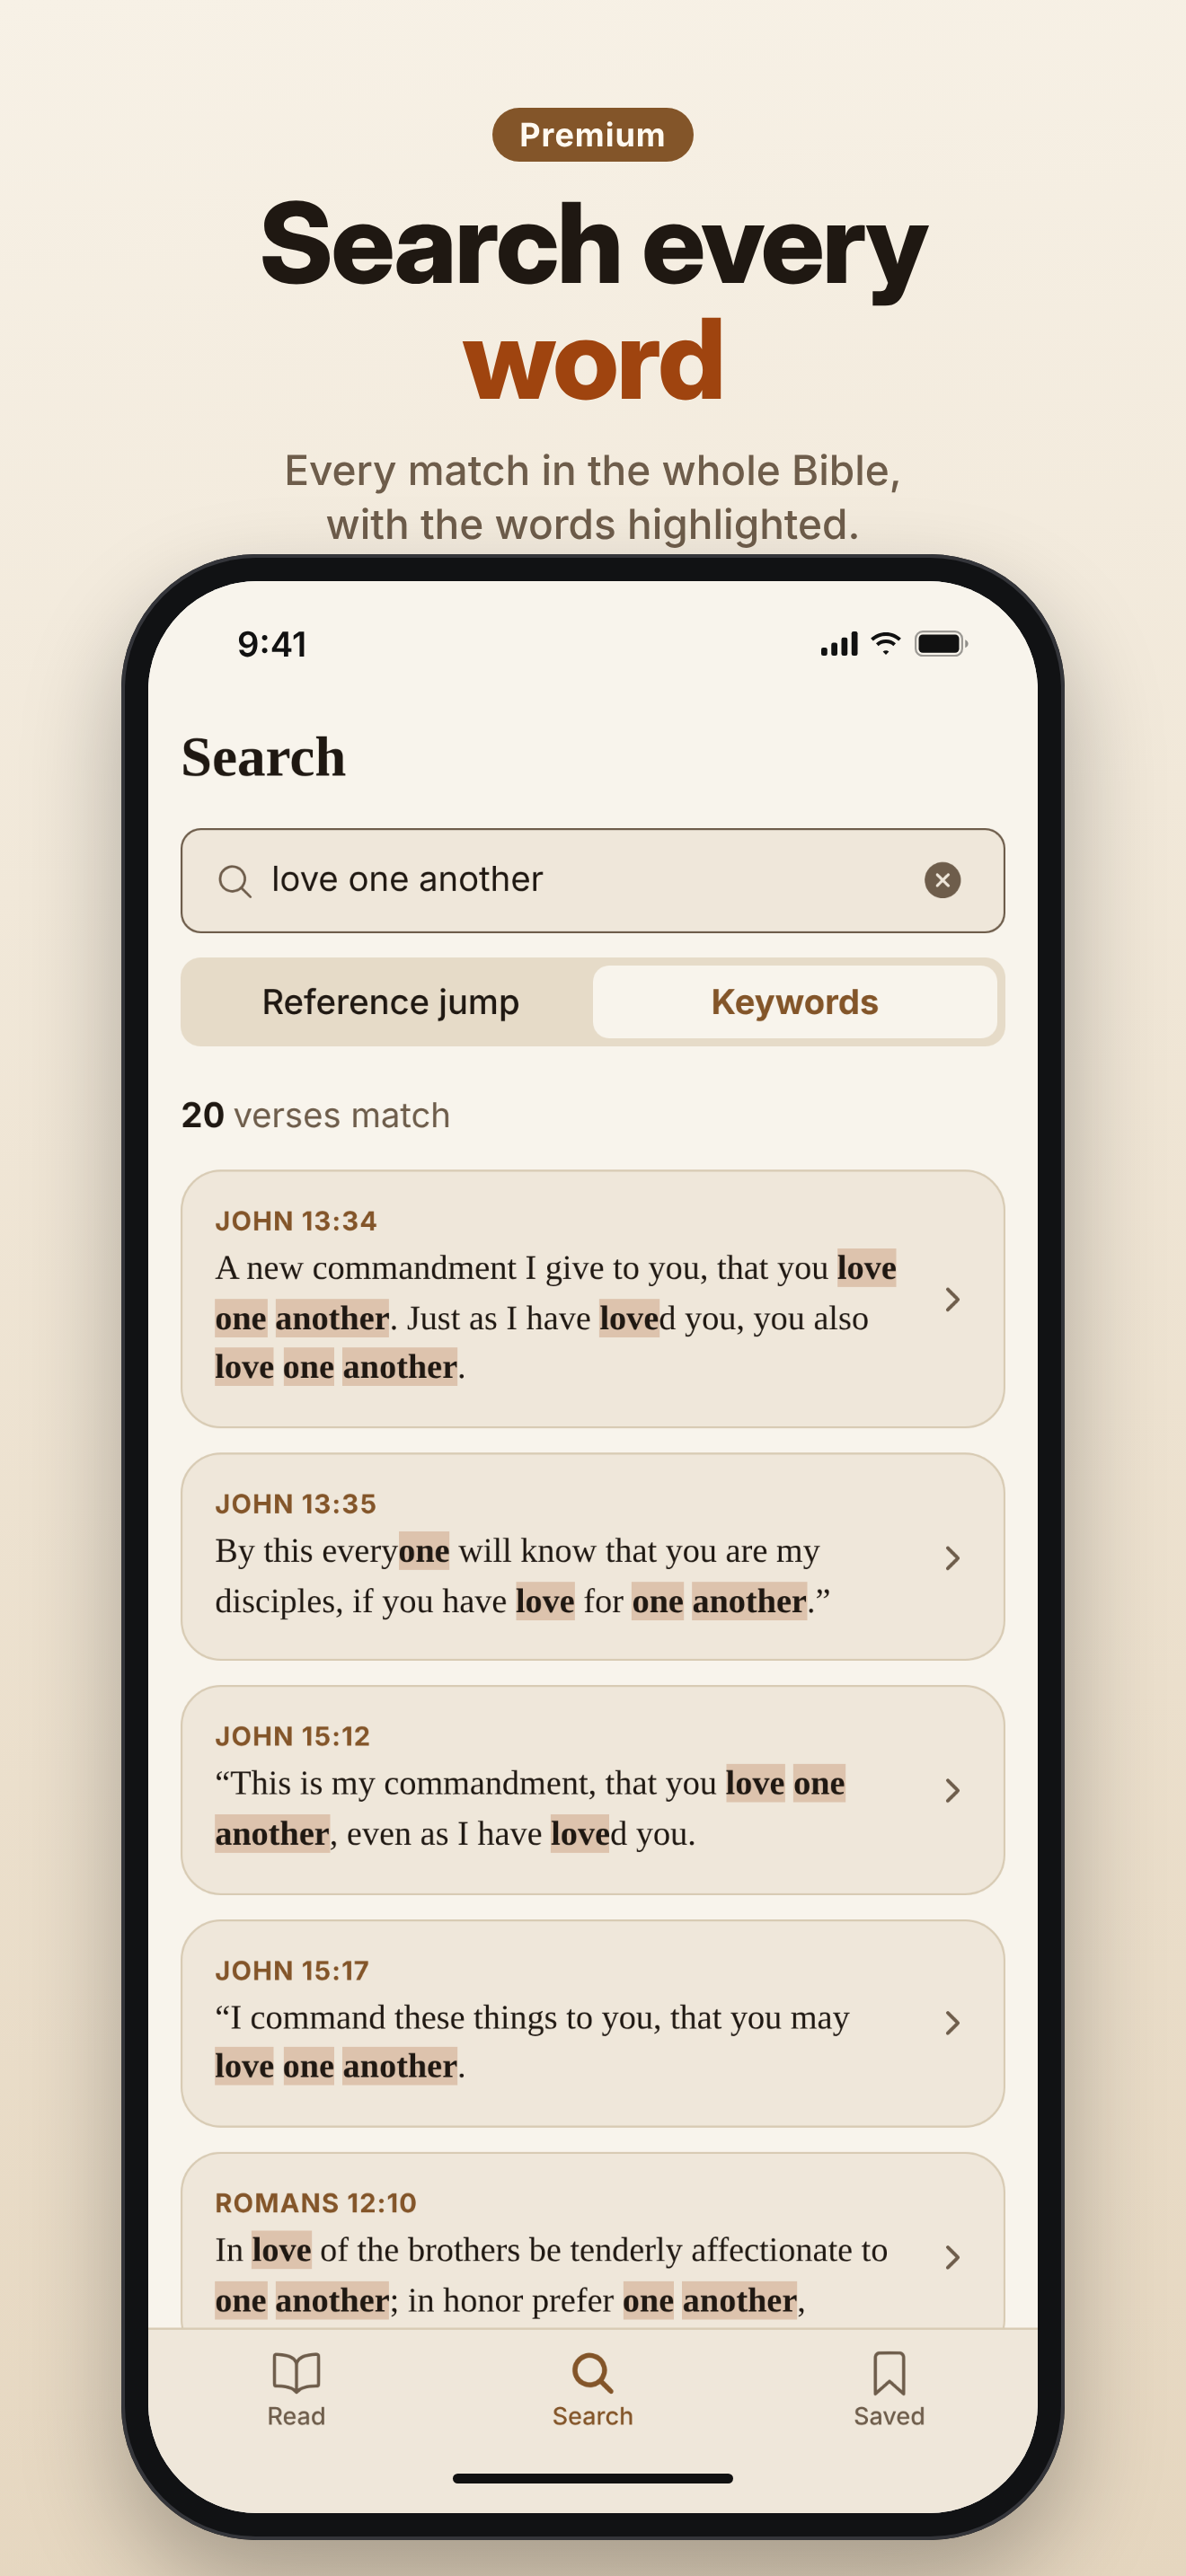 Premium
Search every
word
Every match in the whole Bible,
with the words highlighted.
9:41
Search
love one another
Reference jump
Keywords
20 verses match
JOHN 13:34
A new commandment I give to you, that you love
one another. Just as I have loved you, you also
love one another.
JOHN 13:35
By this everyone will know that you are my
disciples, if you have love for one another.”
JOHN 15:12
“This is my commandment, that you love one
another, even as I have loved you.
JOHN 15:17
“I command these things to you, that you may
love one another.
ROMANS 12:10
In love of the brothers be tenderly affectionate to
one another; in honor prefer one another,
Read
Search
Saved